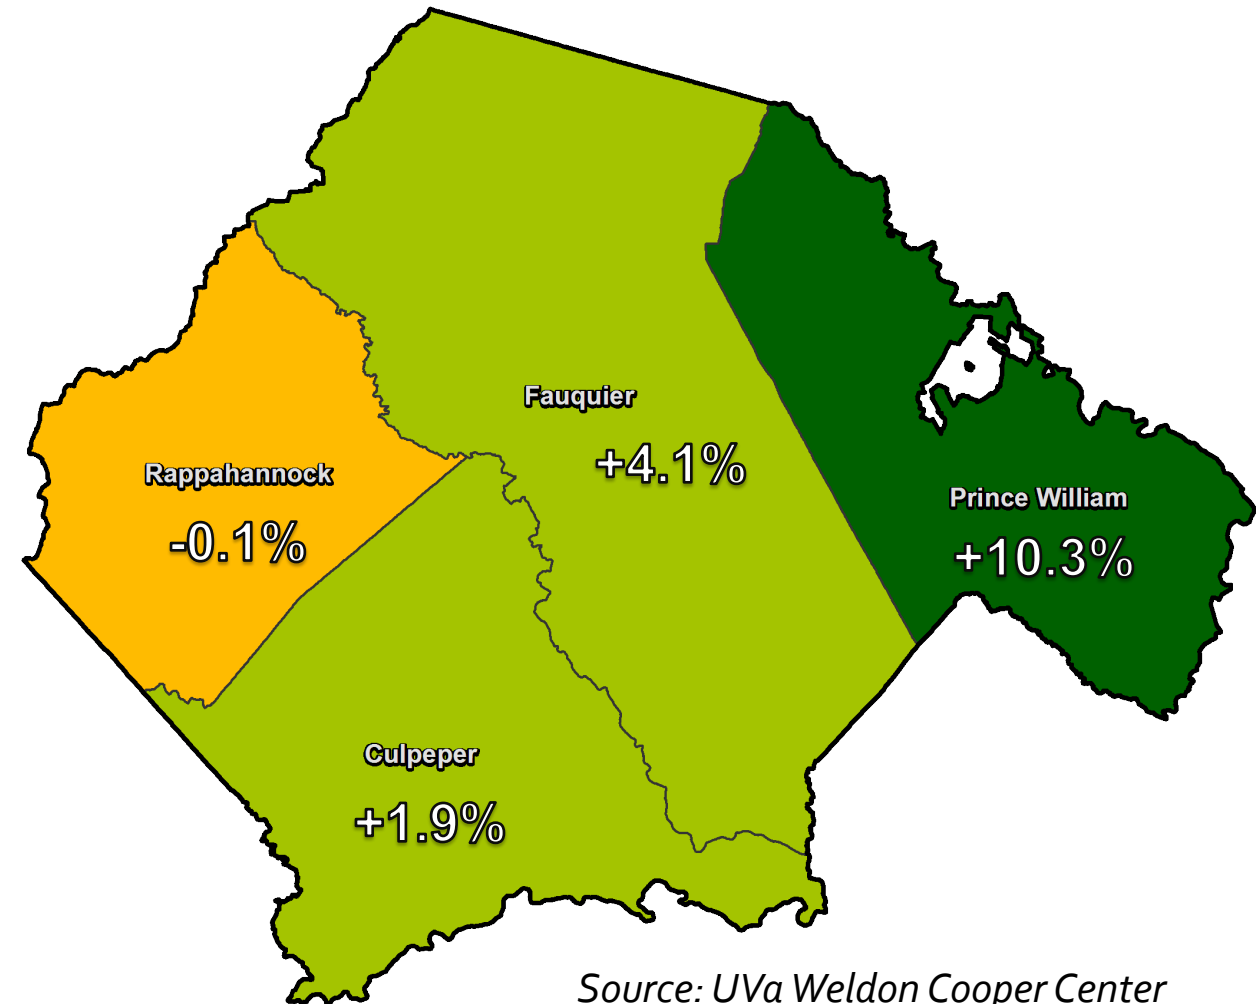 Fauquier
+4.1%
Rappahannock
-0.1%
Prince William
+10.3%
Culpeper
+1.9%
Source: UVa Weldon Cooper Center